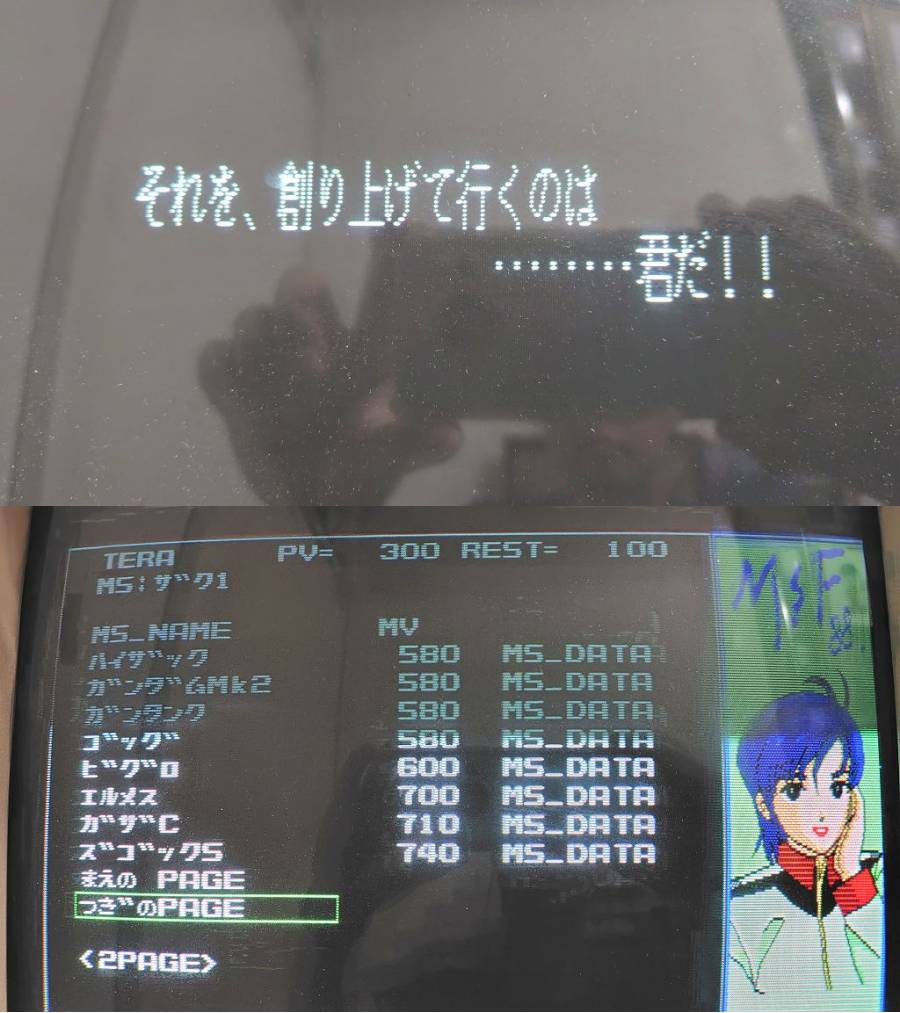 それを、創り上げて行くのは
………君だ！！
TERA PV= 300 REST= 100
MS:ザク1
MS_NAME MV
ハイザック 580 MS_DATA
ガンダムMk2 580 MS_DATA
ガンタンク 580 MS_DATA
ゴッグ 580 MS_DATA
ビグロ 600 MS_DATA
エルメス 700 MS_DATA
ガザC 710 MS_DATA
ズゴックS 740 MS_DATA
まえの PAGE
つぎのPAGE
<2PAGE>
MSF
88.